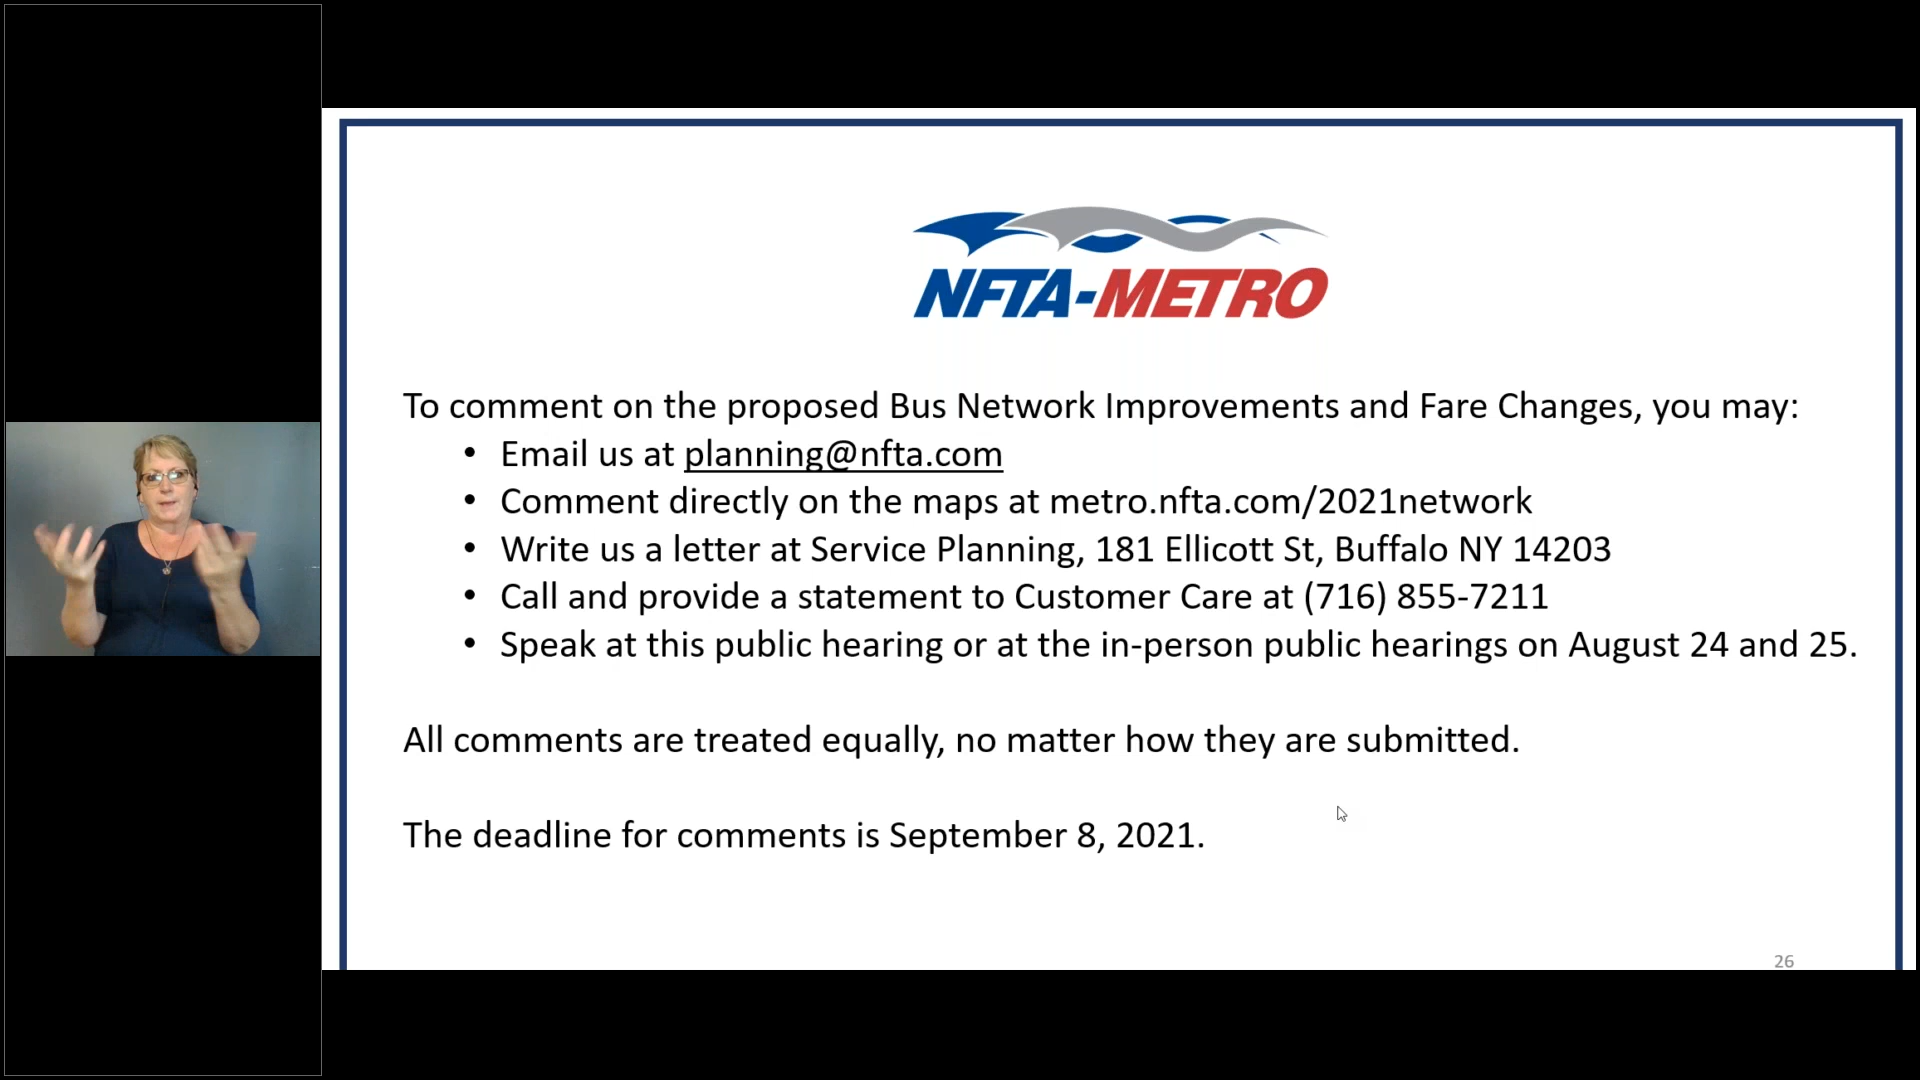 NFTA-METRO
To comment on the proposed Bus Network Improvements and Fare Changes, you may:
• Email us at planning@nfta.com
• Comment directly on the maps at metro.nfta.com/2021network
• Write us a letter at Service Planning, 181 Ellicott St, Buffalo NY 14203
• Call and provide a statement to Customer Care at (716) 855-7211
• Speak at this public hearing or at the in-person public hearings on August 24 and 25.
All comments are treated equally, no matter how they are submitted.
The deadline for comments is September 8, 2021.
26